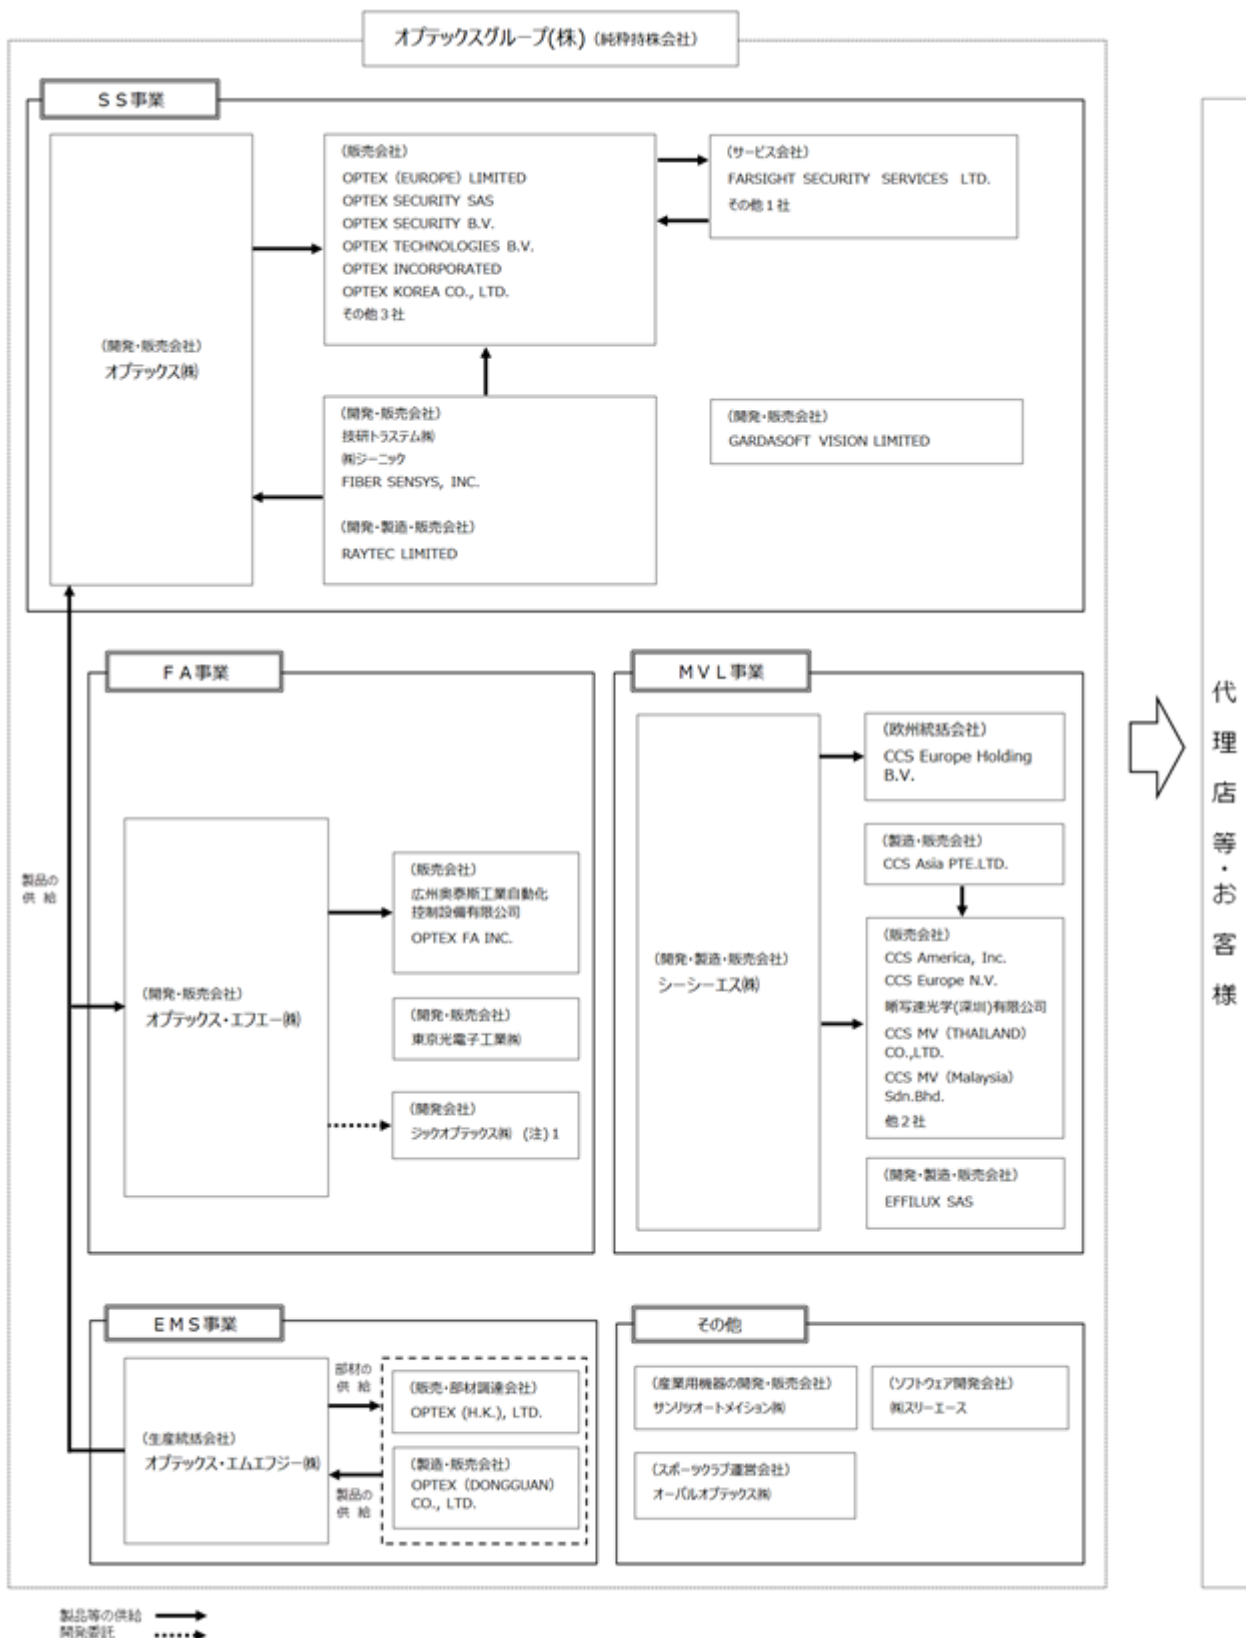 オプテックスグループ(株)（純粋持株会社）
ＳＳ事業
（開発・販売会社）
オプテックス㈱
（販売会社）
OPTEX（EUROPE）LIMITED
OPTEX SECURITY SAS
OPTEX SECURITY B.V.
OPTEX TECHNOLOGIES B.V.
OPTEX INCORPORATED
OPTEX KOREA CO., LTD.
その他３社
（サービス会社）
FARSIGHT SECURITY SERVICES LTD.
その他１社
（開発・販売会社）
技研トラステム㈱
㈱ジーニック
FIBER SENSYS, INC.
（開発・製造・販売会社）
RAYTEC LIMITED
（開発・販売会社）
GARDASOFT VISION LIMITED
ＦＡ事業
（開発・販売会社）
オプテックス・エフエー㈱
（販売会社）
広州奥泰斯工業自動化
控制設備有限公司
OPTEX FA INC.
（開発・販売会社）
東京光電子工業㈱
（開発会社）
ジックオプテックス㈱ (注)１
ＭＶＬ事業
（開発・製造・販売会社）
シーシーエス㈱
（欧州統括会社）
CCS Europe Holding
B.V.
（製造・販売会社）
CCS Asia PTE.LTD.
（販売会社）
CCS America, Inc.
CCS Europe N.V.
晰写速光学(深圳)有限公司
CCS MV（THAILAND）
CO.,LTD.
CCS MV（Malaysia）
Sdn.Bhd.
他２社
（開発・製造・販売会社）
EFFILUX SAS
製品の
供 給
ＥＭＳ事業
（生産統括会社）
オプテックス・エムエフジー㈱
部材の
供 給
製品の
供 給
（販売・部材調達会社）
OPTEX (H.K.), LTD.
（製造・販売会社）
OPTEX（DONGGUAN）
CO., LTD.
その他
（産業用機器の開発・販売会社）
サンリツオートメイション㈱
（ソフトウェア開発会社）
㈱スリーエース
（スポーツクラブ運営会社）
オーパルオプテックス㈱
代理店等・お客様
製品等の供給
開発委託